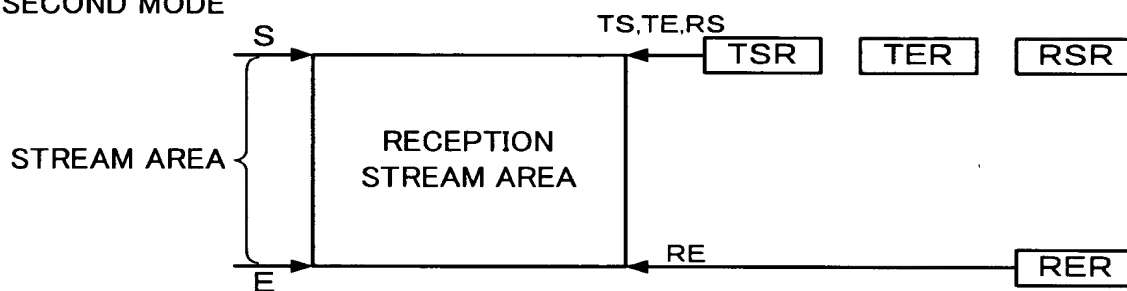 SECOND MODE
S
TS,TE,RS
TSR
TER
RSR
RECEPTION
STREAM AREA
STREAM AREA
RE
RER
E